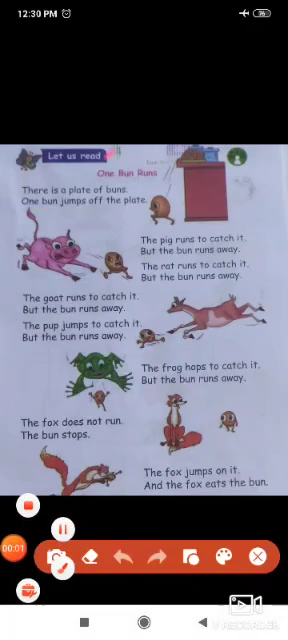 12:30 PM
Let us read
One Bun Runs
There is a plate of buns.
One bun jumps off the plate.
The pig runs to catch it.
But the bun runs away.
The rat runs to catch it.
But the bun runs away.
The goat runs to catch it.
But the bun runs away.
The pup jumps to catch it.
But the bun runs away.
The frog hops to catch it.
But the bun runs away.
The fox does not run.
The bun stops.
The fox jumps on it.
And the fox eats the bun.
00:01
RECORDER